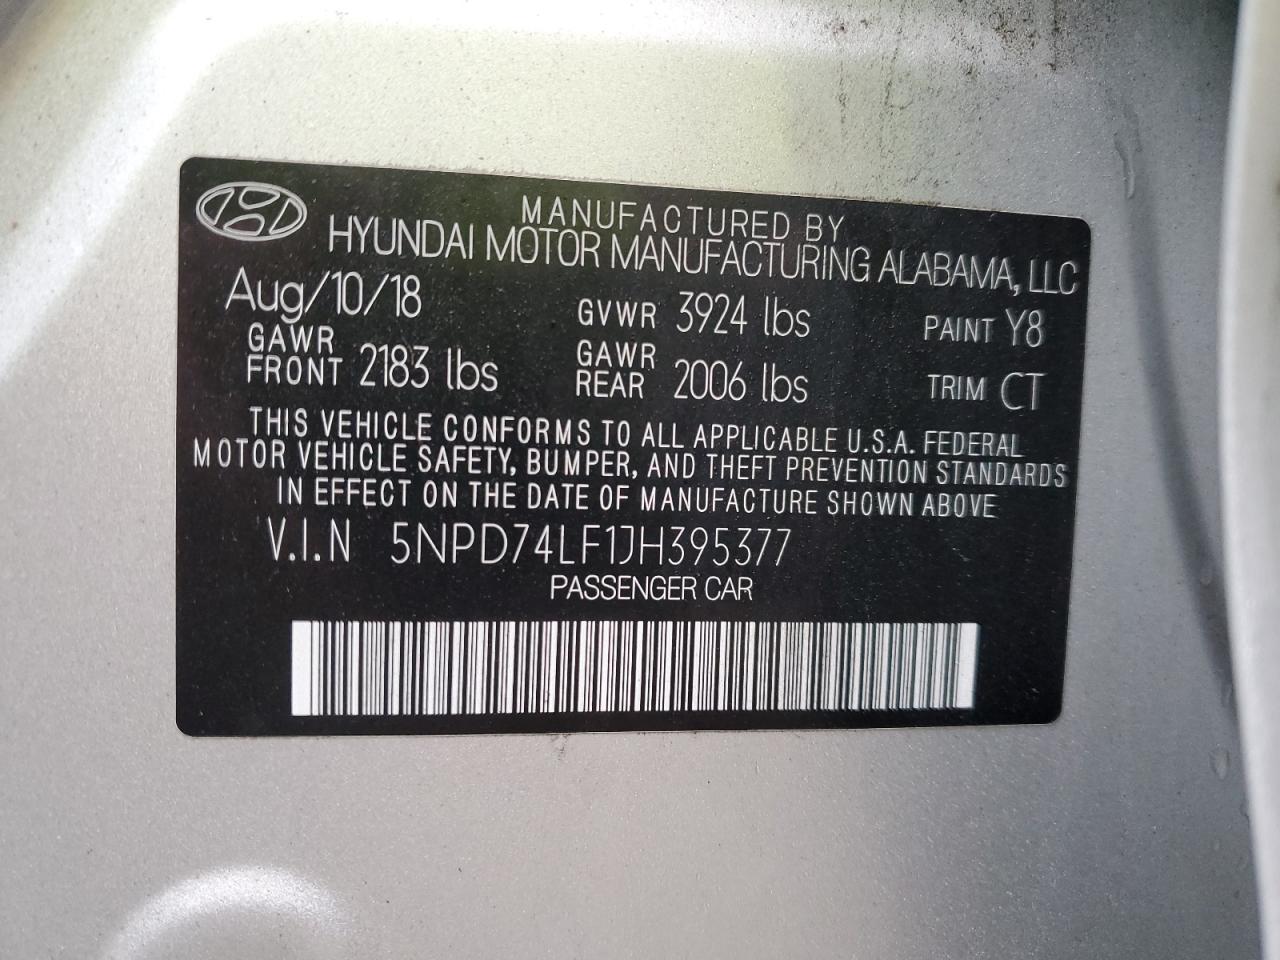 MANUFACTURED BY
HYUNDAI MOTOR MANUFACTURING ALABAMA, LLC
Aug/10/18 GVWR 3924 lbs PAINT Y8
GAWR FRONT 2183 lbs GAWR REAR 2006 lbs TRIM CT
THIS VEHICLE CONFORMS TO ALL APPLICABLE U.S.A. FEDERAL
MOTOR VEHICLE SAFETY, BUMPER, AND THEFT PREVENTION STANDARDS
IN EFFECT ON THE DATE OF MANUFACTURE SHOWN ABOVE
V.I.N 5NPD74LF1JH395377
PASSENGER CAR